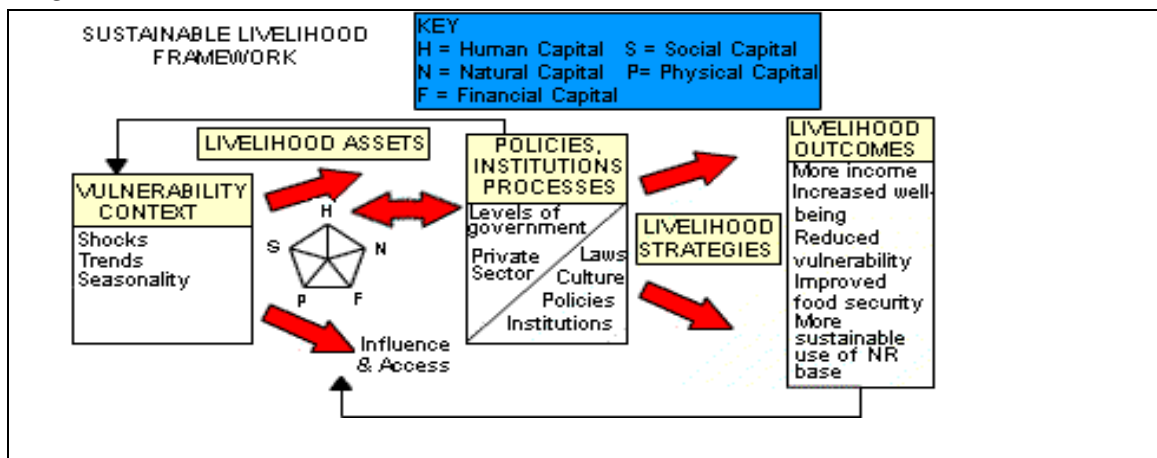 SUSTAINABLE LIVELIHOOD
FRAMEWORK
KEY
H = Human Capital S = Social Capital
N = Natural Capital P= Physical Capital
F = Financial Capital
LIVELIHOOD ASSETS
POLICIES,
INSTITUTIONS
PROCESSES
LIVELIHOOD
OUTCOMES
VULNERABILITY
CONTEXT
Shocks
Trends
Seasonality
H
S
N
P
F
Influence
& Access
Levels of
government
Private
Sector
Laws
Culture
Policies
Institutions
LIVELIHOOD
STRATEGIES
More income
Increased well-
being
Reduced
vulnerability
Improved
food security
More
sustainable
use of NR
base